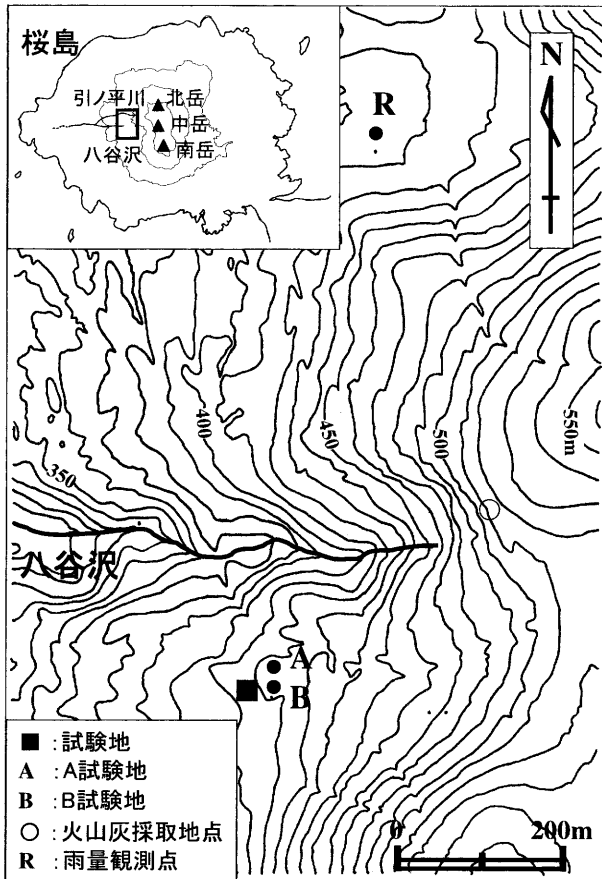 桜島
引ノ平川
北岳
中岳
八谷沢
南岳
R
N
400
450
500
550m
350
八谷沢
A
B
■ : 試験地
A : A試験地
B : B試験地
○ : 火山灰採取地点
R : 雨量観測点
0 200m